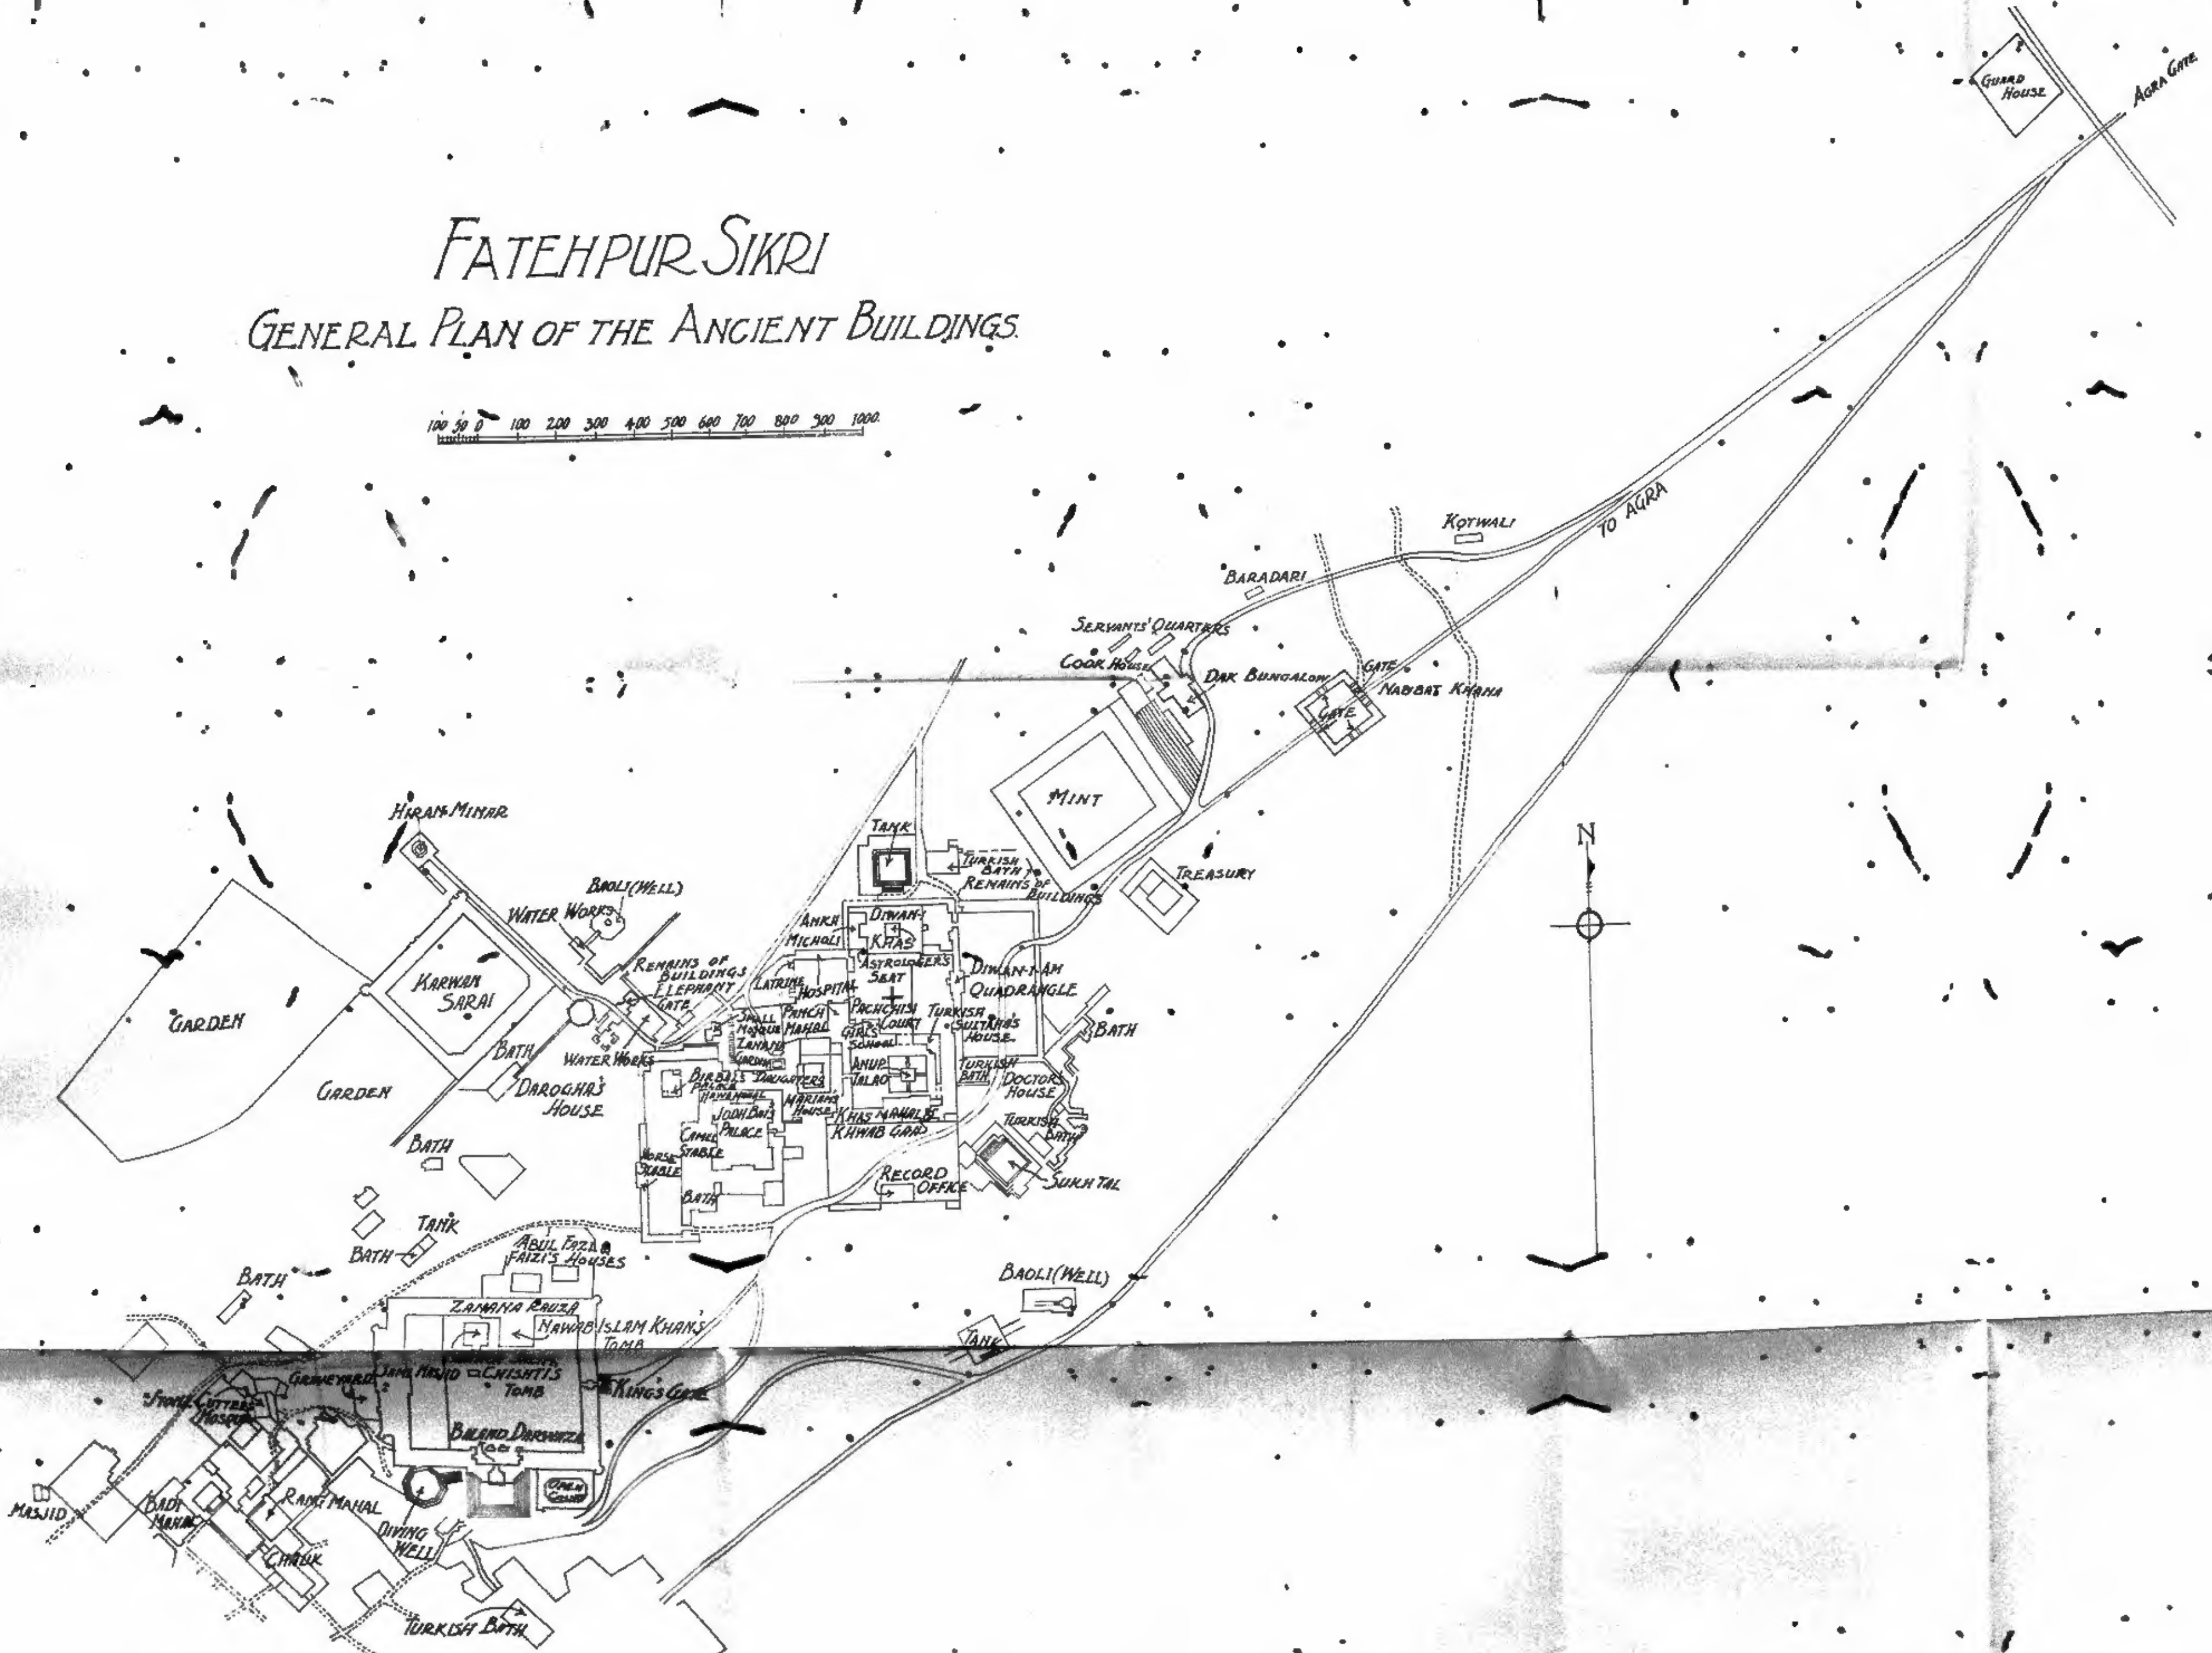 FATEHPUR SIKRI
GENERAL PLAN OF THE ANCIENT BUILDINGS.
100 50 0 100 200 300 400 500 600 700 800 900 1000
GUARD
HOUSE
AGRA GATE
TO AGRA
KOTWALI
BARADARI
SERVANTS' QUARTERS
COOK HOUSE
DAK BUNGALOW
GATE
NAUBAT KHANA
GATE
MINT
TREASURY
N
HIRAN MINAR
TANK
TURKISH
BATH
REMAINS OF
BUILDINGS
BAOLI (WELL)
WATER WORKS
ANKH
MICHOLI
DIWAN-I
KHAS
ASTROLOGER'S
SEAT
DIWAN-I-AM
QUADRANGLE
REMAINS OF
BUILDINGS
ELEPHANT
GATE
LATRINE
HOSPITAL
KARWAN
SARAI
GARDEN
GARDEN
BATH
DAROGHA'S
HOUSE
WATER WORKS
SMALL
MOSQUE
PANCH
MAHAL
PACHCHISI
COURT
GIRLS
SCHOOL
TURKISH
SULTANA'S
HOUSE
BATH
ZANANA
GARDEN
BIRBAL'S
PALACE
DAUGHTERS
HAWAMAHAL
MARIAM'S
HOUSE
ANUP
TALAO
TURKISH
BATH
DOCTORS
HOUSE
JODH BAI'S
PALACE
KHAS MAHAL &
KHWAB GAH
CAMEL
STABLE
HORSE
STABLE
BATH
RECORD
OFFICE
TURKISH
BATH
SUKH TAL
BATH
TANK
BATH
BATH
ABUL FAZL &
FAIZI'S HOUSES
ZANANA RAUZA
NAWAB ISLAM KHAN'S
TOMB
BAOLI (WELL)
TANK
GRAVEYARD
JAMI MASJID
CHISHTI'S
TOMB
KING'S GATE
STONE CUTTERS
MOSQUE
BALAND DARWAZA
OPEN
COURT
MASJID
BADI
MAHAL
RANG MAHAL
DIVING
WELL
CHAUK
TURKISH BATH